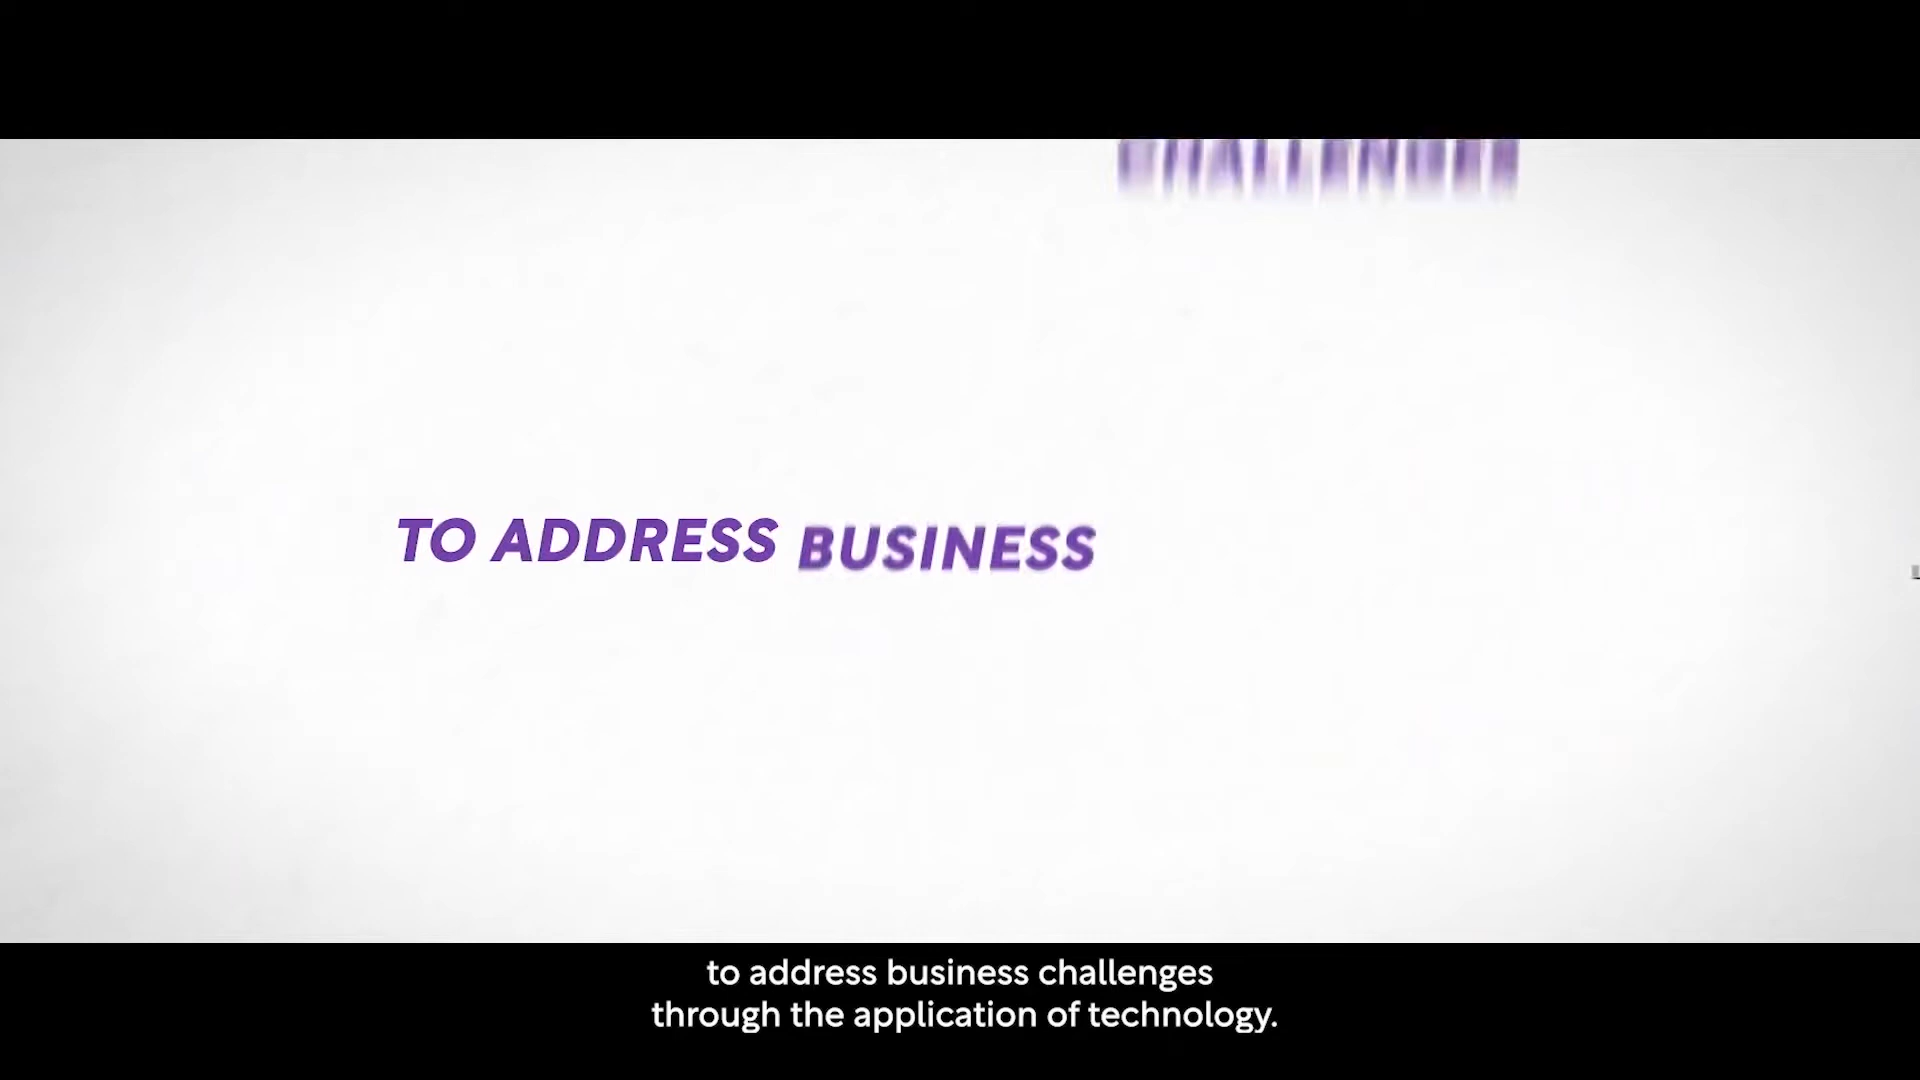 TO ADDRESS BUSINESS
to address business challenges
through the application of technology.